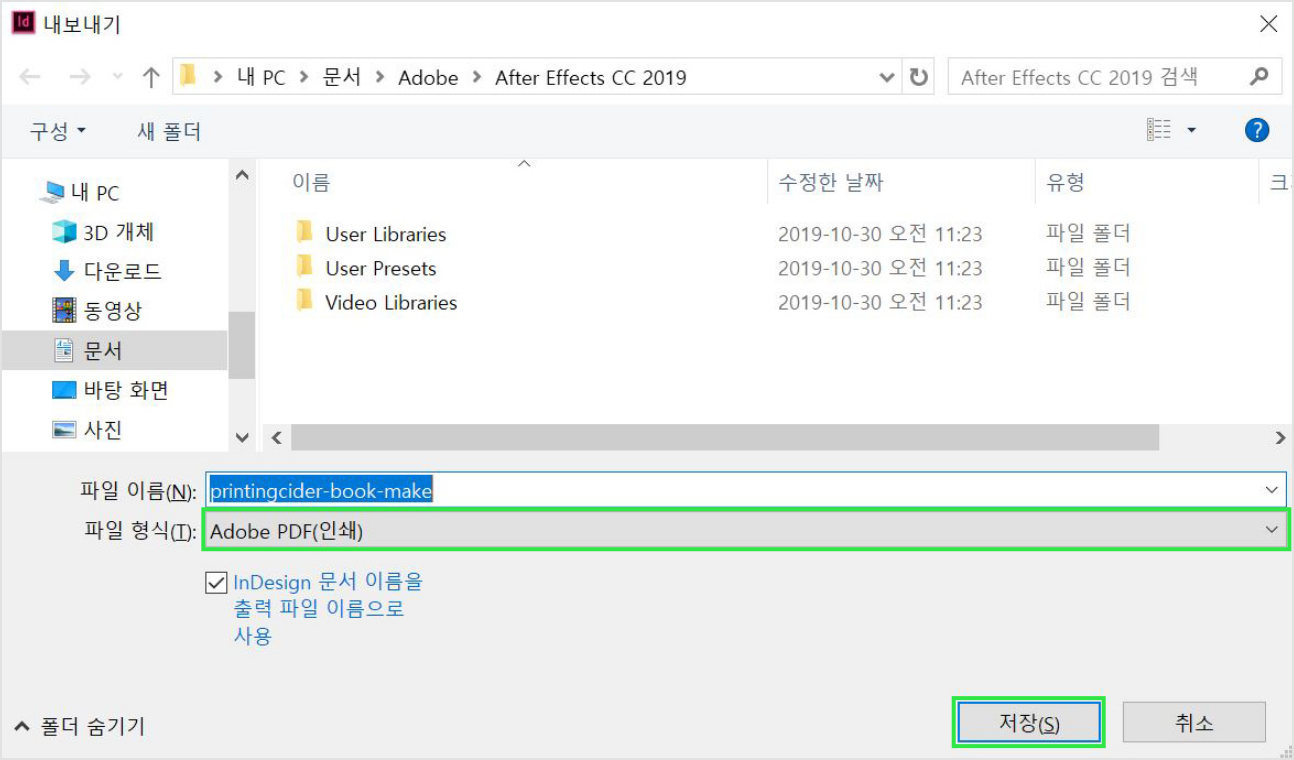 Id 내보내기
내 PC > 문서 > Adobe > After Effects CC 2019
After Effects CC 2019 검색
구성
새 폴더
?
내 PC
3D 개체
다운로드
동영상
문서
바탕 화면
사진
이름 수정한 날짜 유형
User Libraries 2019-10-30 오전 11:23 파일 폴더
User Presets 2019-10-30 오전 11:23 파일 폴더
Video Libraries 2019-10-30 오전 11:23 파일 폴더
파일 이름(N): printingcider-book-make
파일 형식(T): Adobe PDF(인쇄)
InDesign 문서 이름을
출력 파일 이름으로
사용
폴더 숨기기
저장(S)
취소